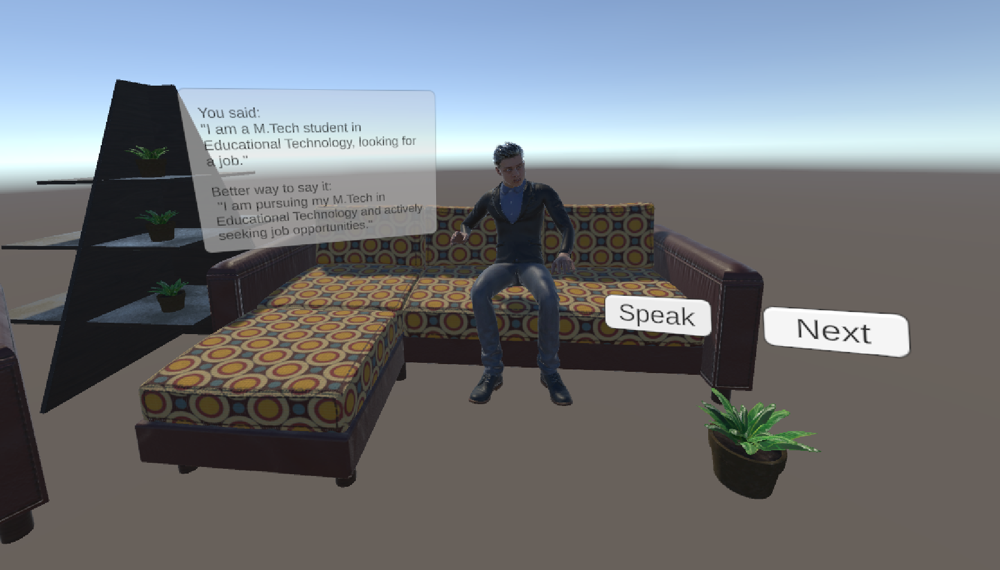 You said:
"I am a M.Tech student in
Educational Technology, looking for
a job."
Better way to say it:
"I am pursuing my M.Tech in
Educational Technology and actively
seeking job opportunities."
Speak
Next